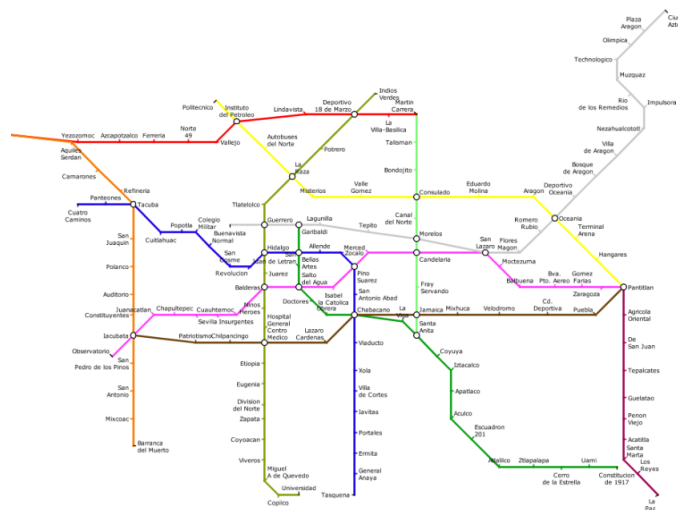 Plaza
Aragon
Ciu
Azt
Olimpica
Technologico
Muzquaz
Indios
Verdes
Rio
de los Remedios
Impulsora
Politecnico
Instituto
del Petroleo
Lindavista
Deportivo
18 de Marzo
Martin
Carrera
Nezahualcototl
Yezozomoc
Azcapotzalco
Ferreria
Norte
49
Vallejo
Autobuses
del Norte
La
Villa-Basilica
Talisman
Villa
de Aragon
Aquiles
Serdan
Potrero
Bosque
de Aragon
Camarones
La
Raza
Bondojito
Refineria
Panteones
Tacuba
Misterios
Valle
Gomez
Consulado
Eduardo
Molina
Aragon
Deportivo
Oceania
Cuatro
Caminos
Tlatelolco
Popotla
Colegio
Militar
Guerrero
Lagunilla
Tepito
Canal
del Norte
Oceania
Romero
Rubio
Terminal
Arena
Cuitlahuac
Buenavista
Normal
Garibaldi
Morelos
San
Juaquin
Hidalgo
Allende
Merced
Zocalo
San
Lazaro
Flores
Magon
Hangares
San
Cosme
San
Juan de Letran
Bellas
Artes
Candelaria
Moctezuma
Polanco
Revolucion
Juarez
Salto
del Agua
Pino
Suarez
Balbuena
Bva.
Pto. Aereo
Gomez
Farias
Zaragoza
Pantitlan
Balderas
Auditorio
Doctores
Isabel
la Catolica
Obrera
San
Antonio Abad
Fray
Servando
Juanacatlan
Chapultepec
Cuauhtemoc
Ninos
Heroes
Constituyentes
Sevilla
Insurgentes
Hospital
General
Chebacano
La
Viga
Jamaica
Mixhuca
Velodromo
Cd.
Deportiva
Puebla
Agricola
Oriental
Iacubeta
Patriotismo
Chilpancingo
Centro
Medico
Lazaro
Cardenas
Santa
Anita
Observatorio
Viaducto
De
San Juan
San
Pedro de los Pinos
Etiopia
Coyuya
Xola
Iztacalco
Tepalcates
Eugenia
San
Antonio
Villa
de Cortes
Apatlaco
Guelatao
Division
del Norte
Iavitas
Mixcoac
Zapata
Aculco
Penon
Viejo
Coyoacan
Portales
Escuadron
201
Acatitla
Barranca
del Muerto
Viveros
Ermita
Santa
Marta
Miguel
A de Quevedo
General
Anaya
Atlalilco
Ztlapalapa
Uami
Los
Reyes
Cerro
de la Estrella
Constitucion
de 1917
Universidad
Copilco
Tasquena
La
Paz